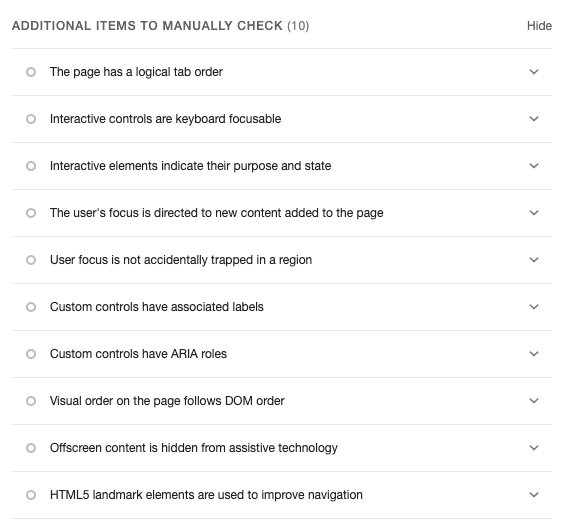 ADDITIONAL ITEMS TO MANUALLY CHECK (10) Hide
The page has a logical tab order
Interactive controls are keyboard focusable
Interactive elements indicate their purpose and state
The user's focus is directed to new content added to the page
User focus is not accidentally trapped in a region
Custom controls have associated labels
Custom controls have ARIA roles
Visual order on the page follows DOM order
Offscreen content is hidden from assistive technology
HTML5 landmark elements are used to improve navigation